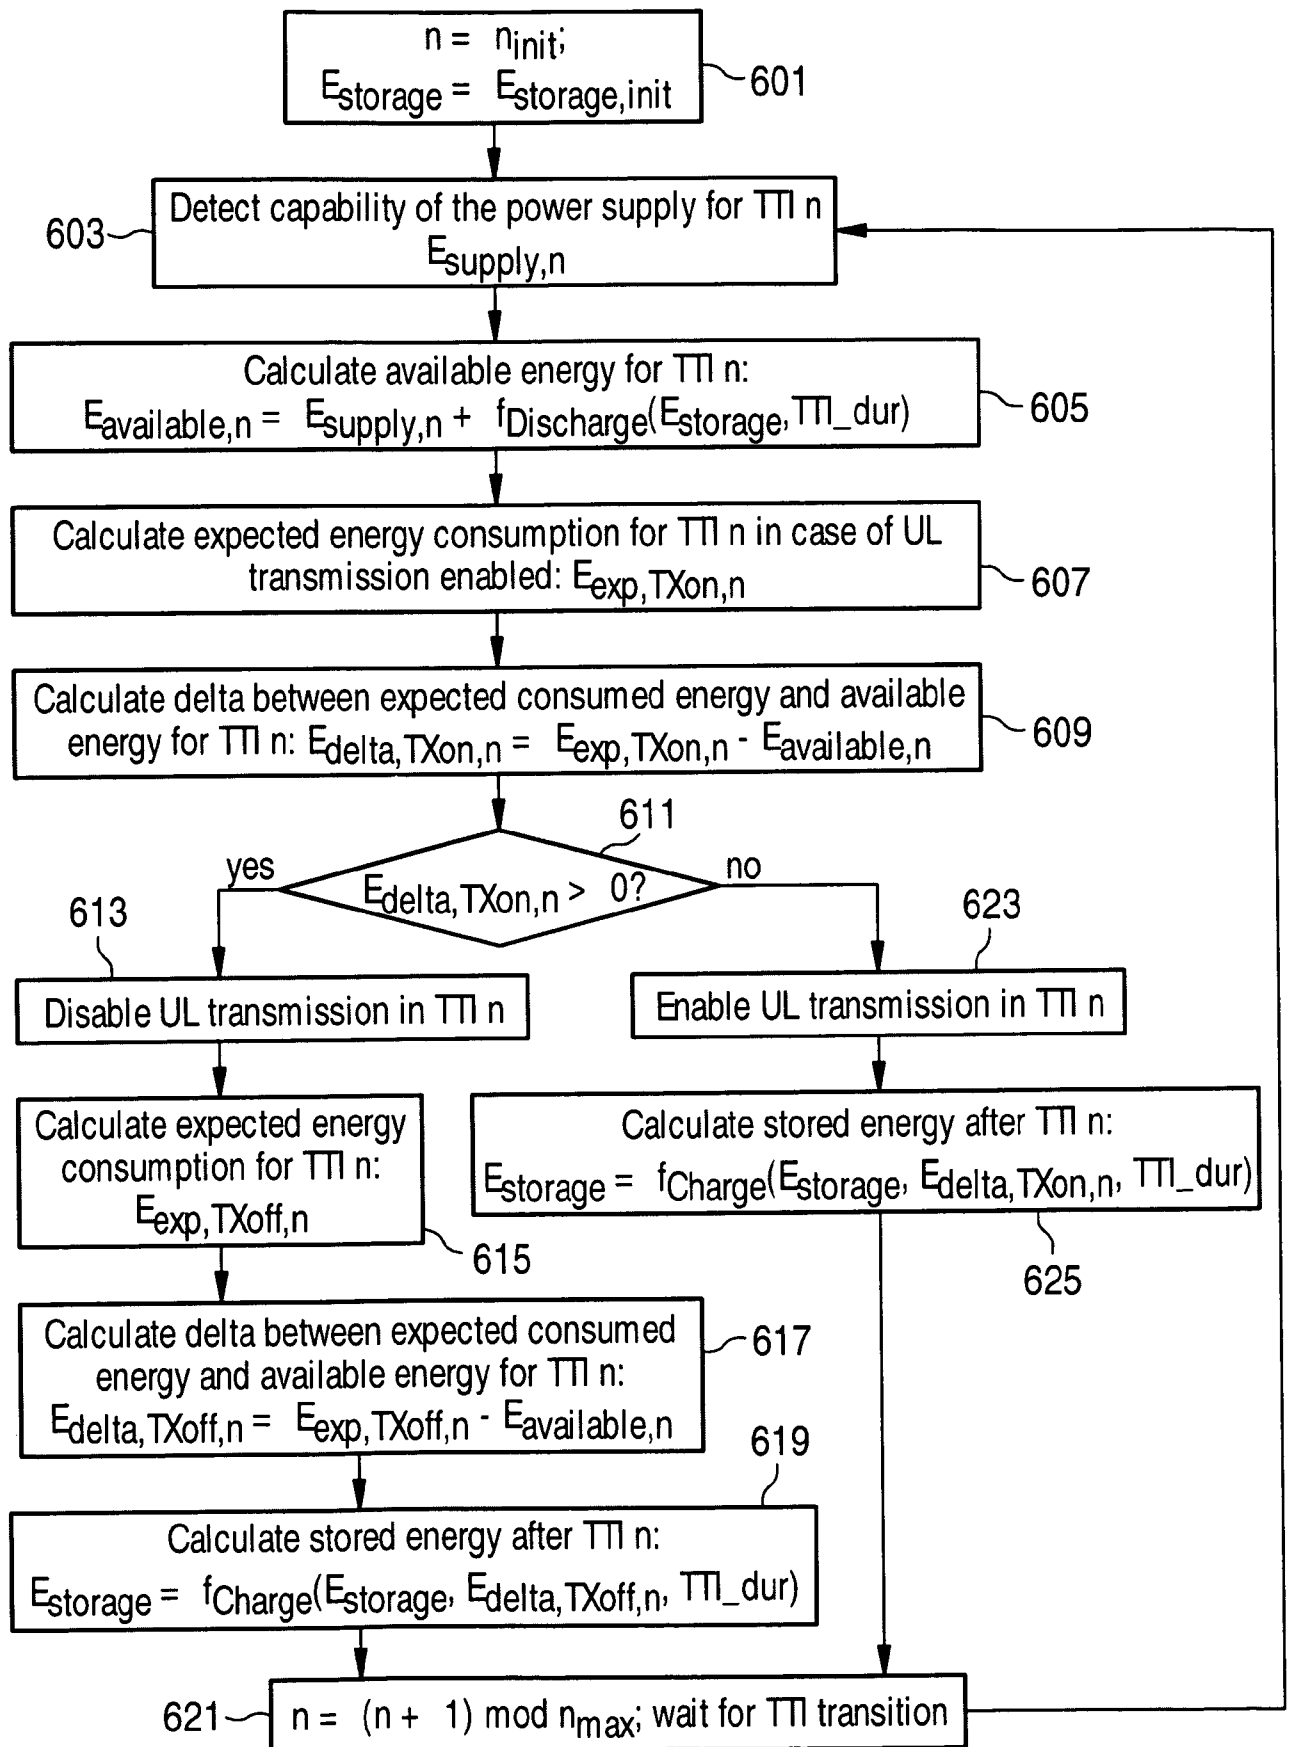 n = n_init;
E_storage = E_storage,init
601
Detect capability of the power supply for TTI n
E_supply,n
603
Calculate available energy for TTI n:
E_available,n = E_supply,n + f_Discharge(E_storage,TTI_dur)
605
Calculate expected energy consumption for TTI n in case of UL
transmission enabled: E_exp,TXon,n
607
Calculate delta between expected consumed energy and available
energy for TTI n: E_delta,TXon,n = E_exp,TXon,n - E_available,n
609
611
yes
E_delta,TXon,n > 0?
no
613
Disable UL transmission in TTI n
623
Enable UL transmission in TTI n
Calculate expected energy
consumption for TTI n:
E_exp,TXoff,n
615
Calculate stored energy after TTI n:
E_storage = f_Charge(E_storage, E_delta,TXon,n, TTI_dur)
625
Calculate delta between expected consumed
energy and available energy for TTI n:
E_delta,TXoff,n = E_exp,TXoff,n - E_available,n
617
619
Calculate stored energy after TTI n:
E_storage = f_Charge(E_storage, E_delta,TXoff,n, TTI_dur)
621
n = (n + 1) mod n_max; wait for TTI transition